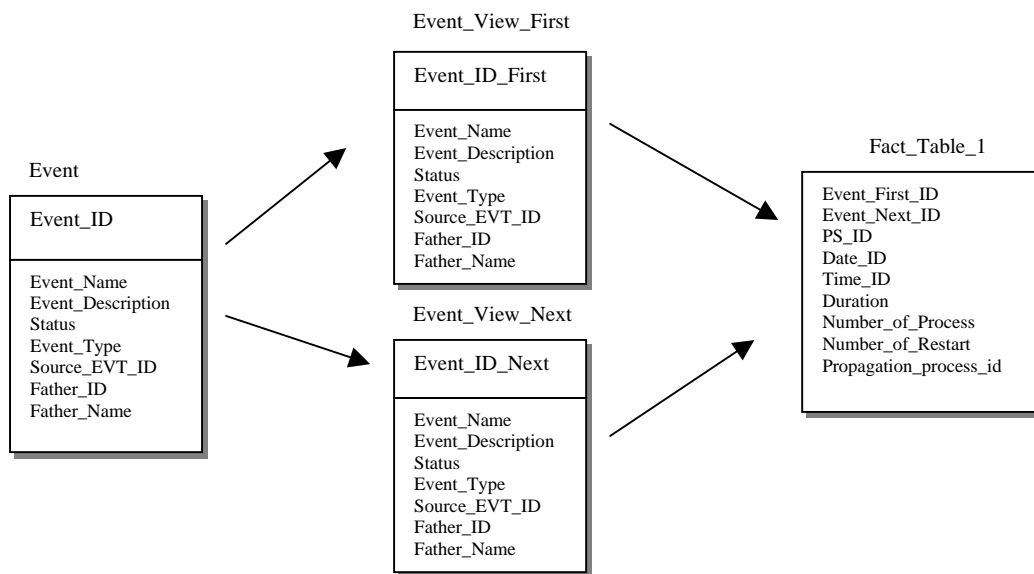 Event
Event_ID
Event_Name
Event_Description
Status
Event_Type
Source_EVT_ID
Father_ID
Father_Name
Event_View_First
Event_ID_First
Event_Name
Event_Description
Status
Event_Type
Source_EVT_ID
Father_ID
Father_Name
Event_View_Next
Event_ID_Next
Event_Name
Event_Description
Status
Event_Type
Source_EVT_ID
Father_ID
Father_Name
Fact_Table_1
Event_First_ID
Event_Next_ID
PS_ID
Date_ID
Time_ID
Duration
Number_of_Process
Number_of_Restart
Propagation_process_id